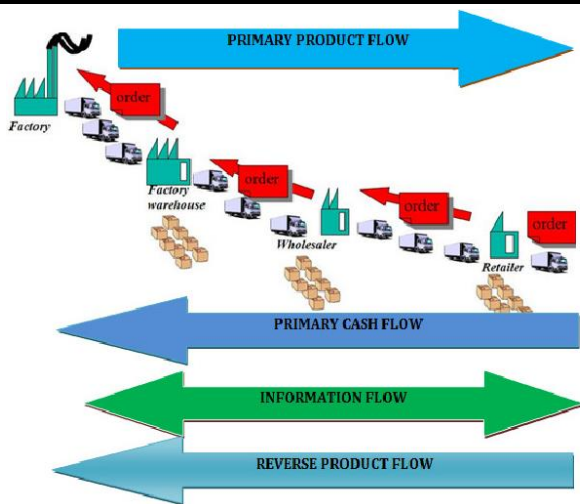 PRIMARY PRODUCT FLOW
order
Factory
order
Factory
warehouse
order
order
Wholesaler
Retailer
PRIMARY CASH FLOW
INFORMATION FLOW
REVERSE PRODUCT FLOW